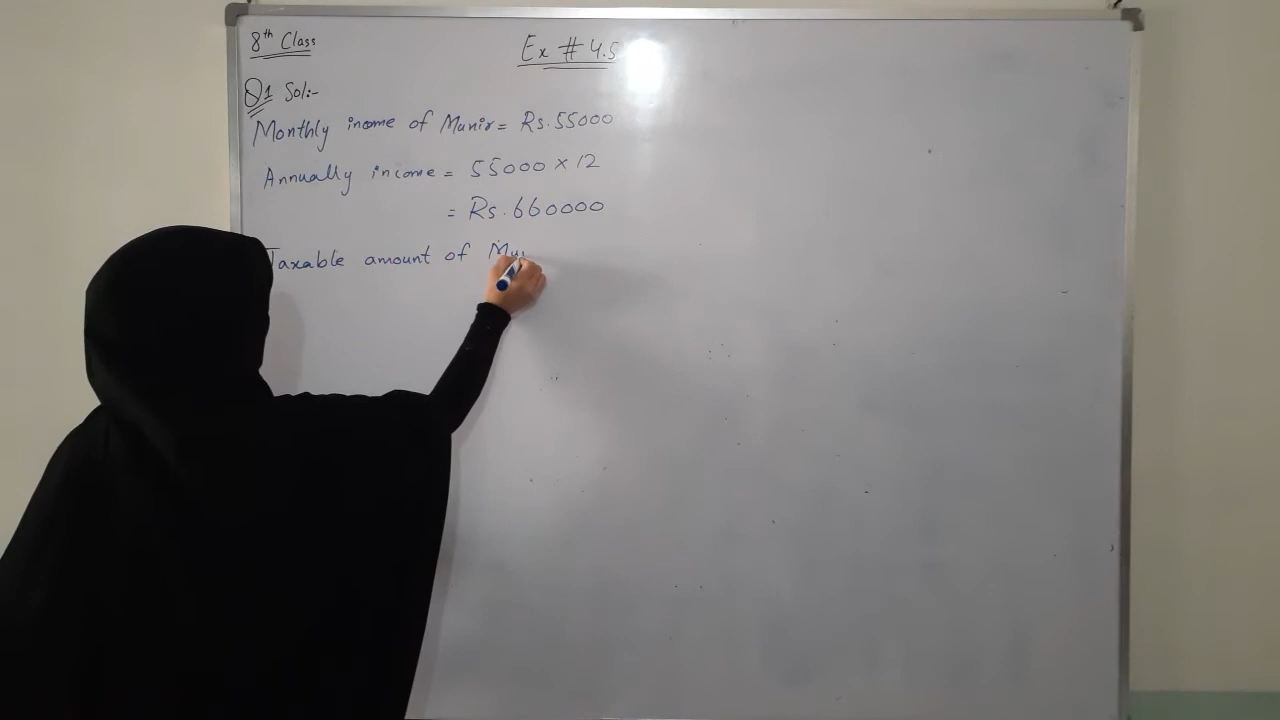 8th Class
Ex # 4.5
Q1 Sol:-
Monthly income of Munir = Rs. 55000
Annually income = 55000 × 12
= Rs. 660000
Taxable amount of Mu